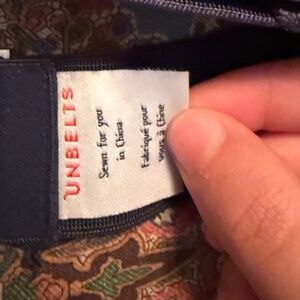 UNBELTS
Sewn for you
in China
Fabriqué pour
vous à Chine